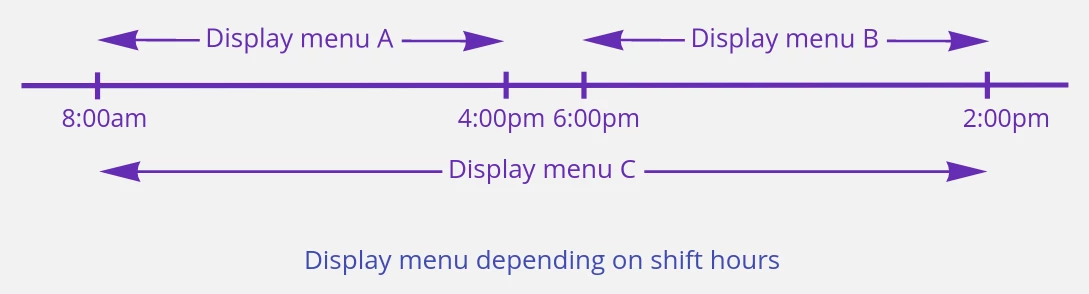 Display menu A
Display menu B
8:00am
4:00pm
6:00pm
2:00pm
Display menu C
Display menu depending on shift hours